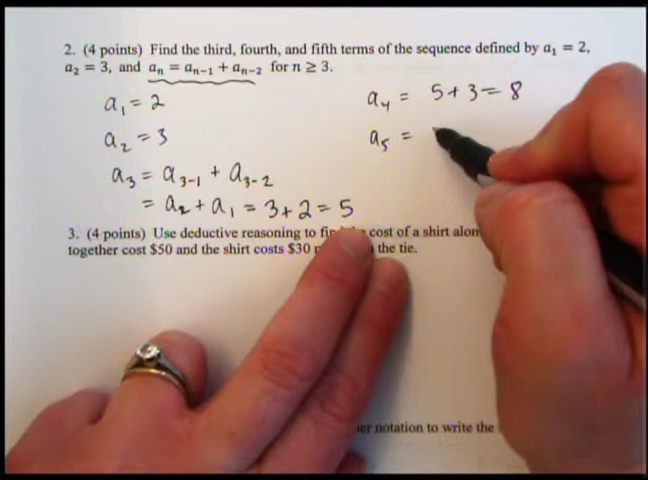 2. (4 points) Find the third, fourth, and fifth terms of the sequence defined by a₁ = 2,
a₂ = 3, and aₙ = aₙ₋₁ + aₙ₋₂ for n ≥ 3.
a₁ = 2
a₂ = 3
a₃ = a₃₋₁ + a₃₋₂
= a₂ + a₁ = 3 + 2 = 5
a₄ = 5 + 3 = 8
a₅ =
3. (4 points) Use deductive reasoning to cost of a shirt
together cost $50 and the shirt costs $30 the tie.
notation to write the